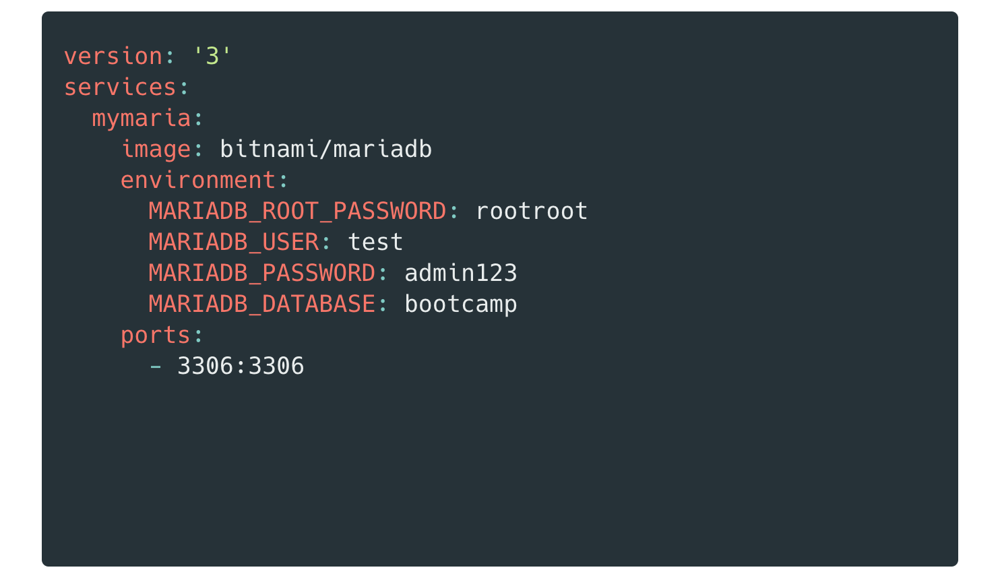 version: '3'
services:
  mymaria:
    image: bitnami/mariadb
    environment:
      MARIADB_ROOT_PASSWORD: rootroot
      MARIADB_USER: test
      MARIADB_PASSWORD: admin123
      MARIADB_DATABASE: bootcamp
    ports:
      - 3306:3306